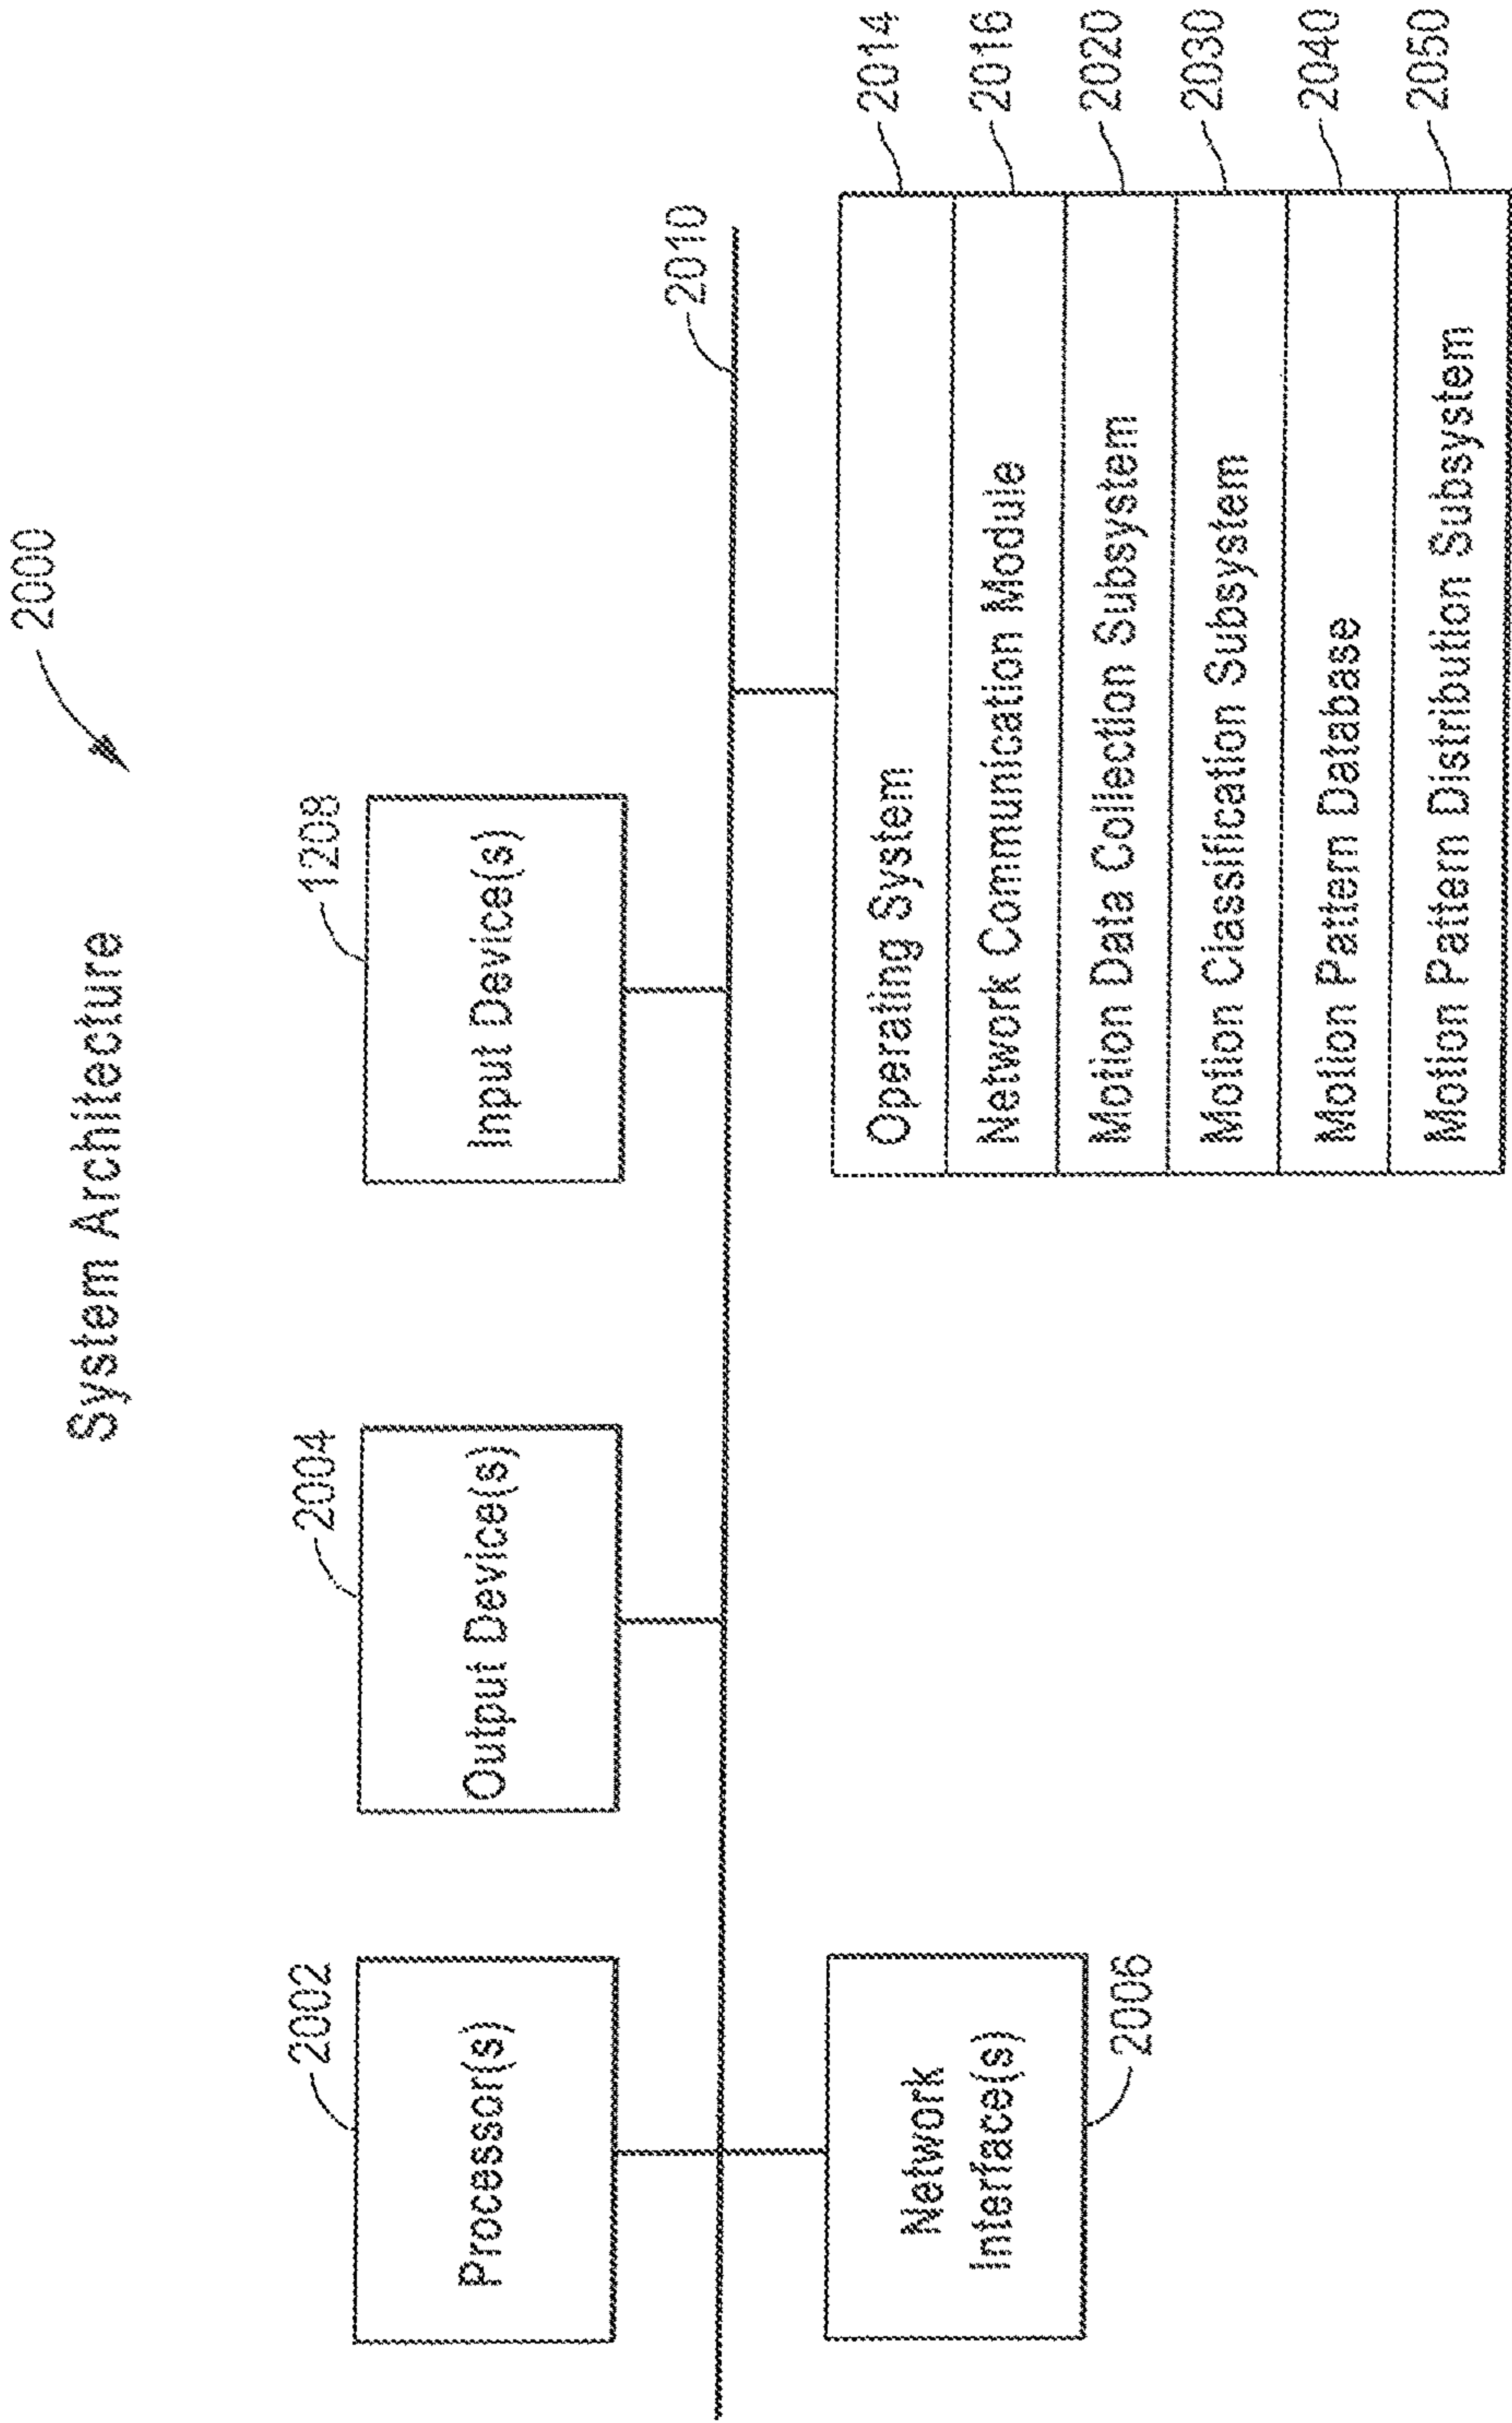 System Architecture
2000
2002
Processor(s)
2004
Output Device(s)
1208
Input Device(s)
2010
Network
Interface(s)
2006
Operating System
2014
Network Communication Module
2016
Motion Data Collection Subsystem
2020
Motion Classification Subsystem
2030
Motion Pattern Database
2040
Motion Pattern Distribution Subsystem
2050